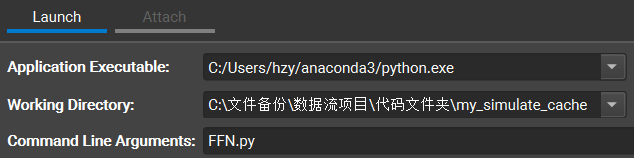 Launch Attach
Application Executable: C:/Users/hzy/anaconda3/python.exe
Working Directory: C:\文件备份\数据流项目\代码文件夹\my_simulate_cache
Command Line Arguments: FFN.py